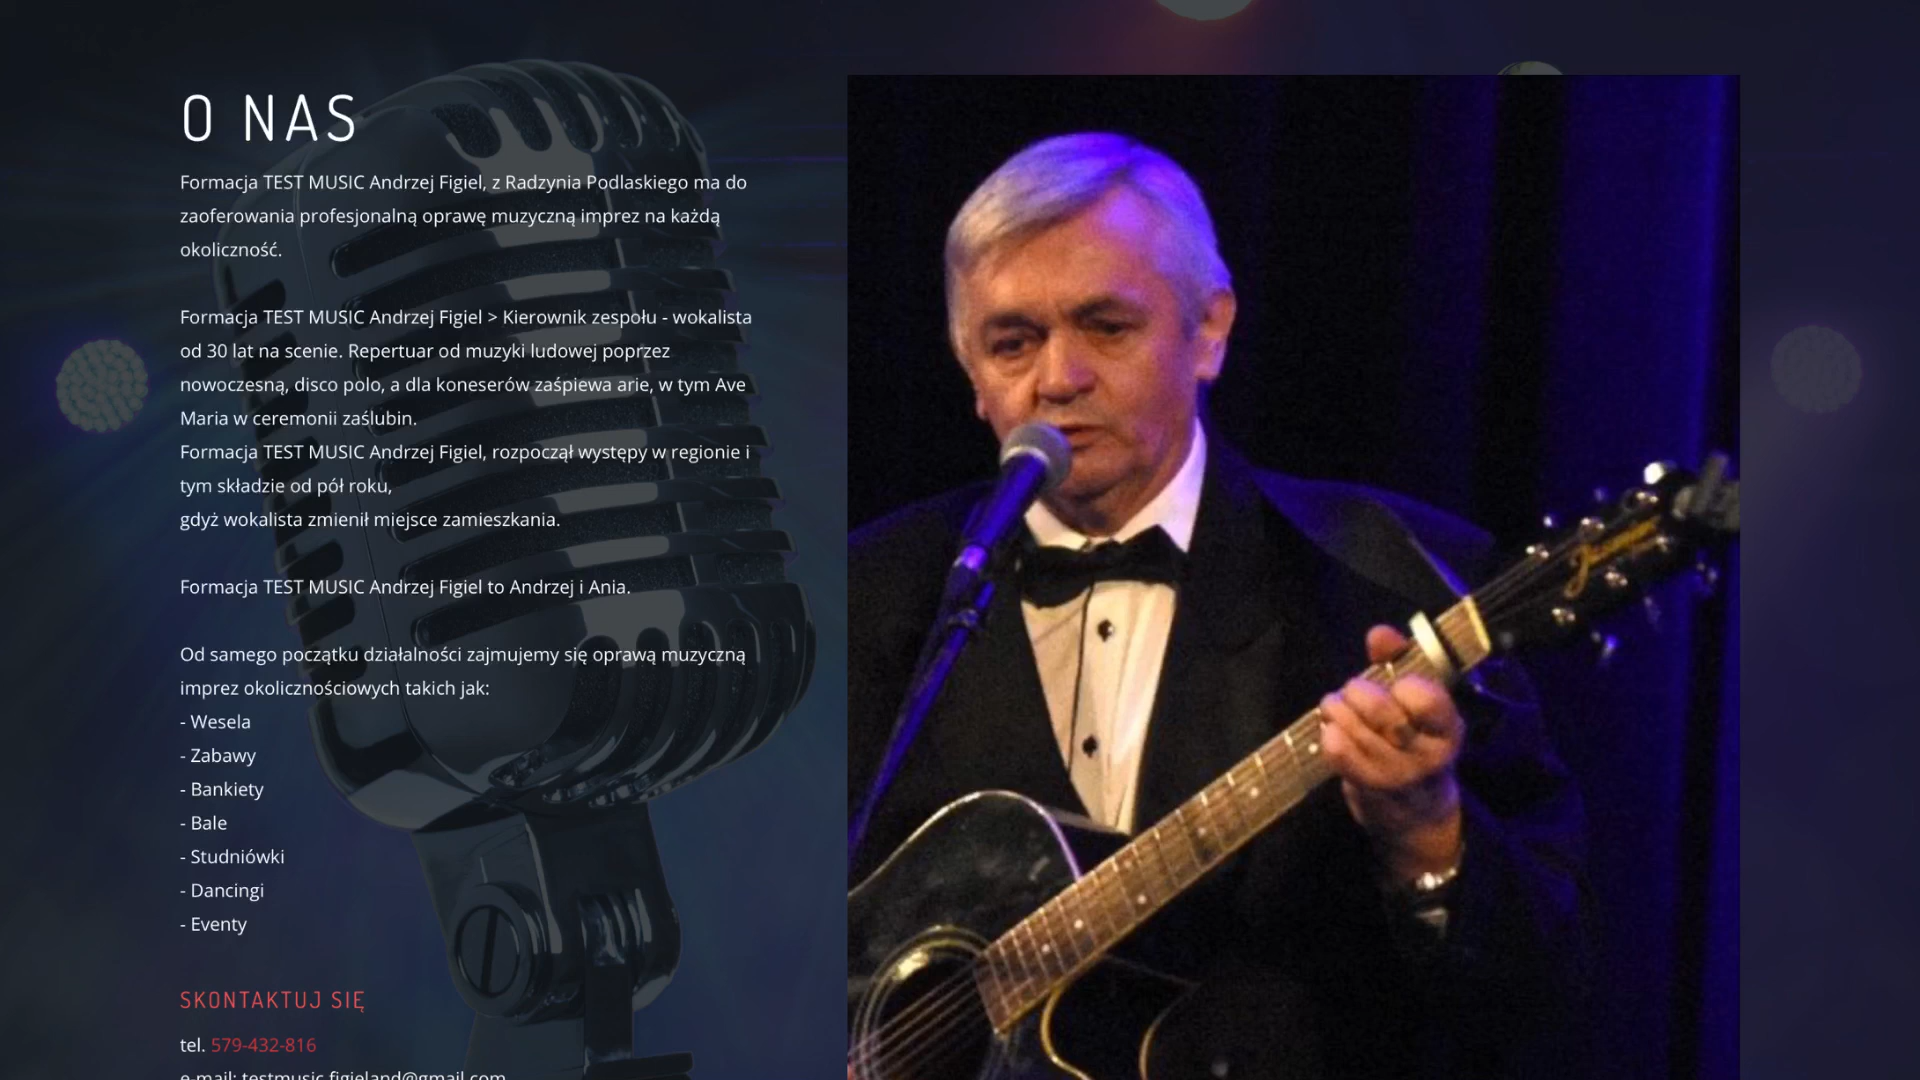 O NAS
Formacja TEST MUSIC Andrzej Figiel, z Radzynia Podlaskiego ma do
zaoferowania profesjonalną oprawę muzyczną imprez na każdą
okoliczność.
Formacja TEST MUSIC Andrzej Figiel > Kierownik zespołu - wokalista
od 30 lat na scenie. Repertuar od muzyki ludowej poprzez
nowoczesną, disco polo, a dla koneserów zaśpiewa arie, w tym Ave
Maria w ceremonii zaślubin.
Formacja TEST MUSIC Andrzej Figiel, rozpoczął występy w regionie i
tym składzie od pół roku,
gdyż wokalista zmienił miejsce zamieszkania.
Formacja TEST MUSIC Andrzej Figiel to Andrzej i Ania.
Od samego początku działalności zajmujemy się oprawą muzyczną
imprez okolicznościowych takich jak:
- Wesela
- Zabawy
- Bankiety
- Bale
- Studniówki
- Dancingi
- Eventy
SKONTAKTUJ SIĘ
tel. 579-432-816
e-mail: testmusic.figieland@gmail.com